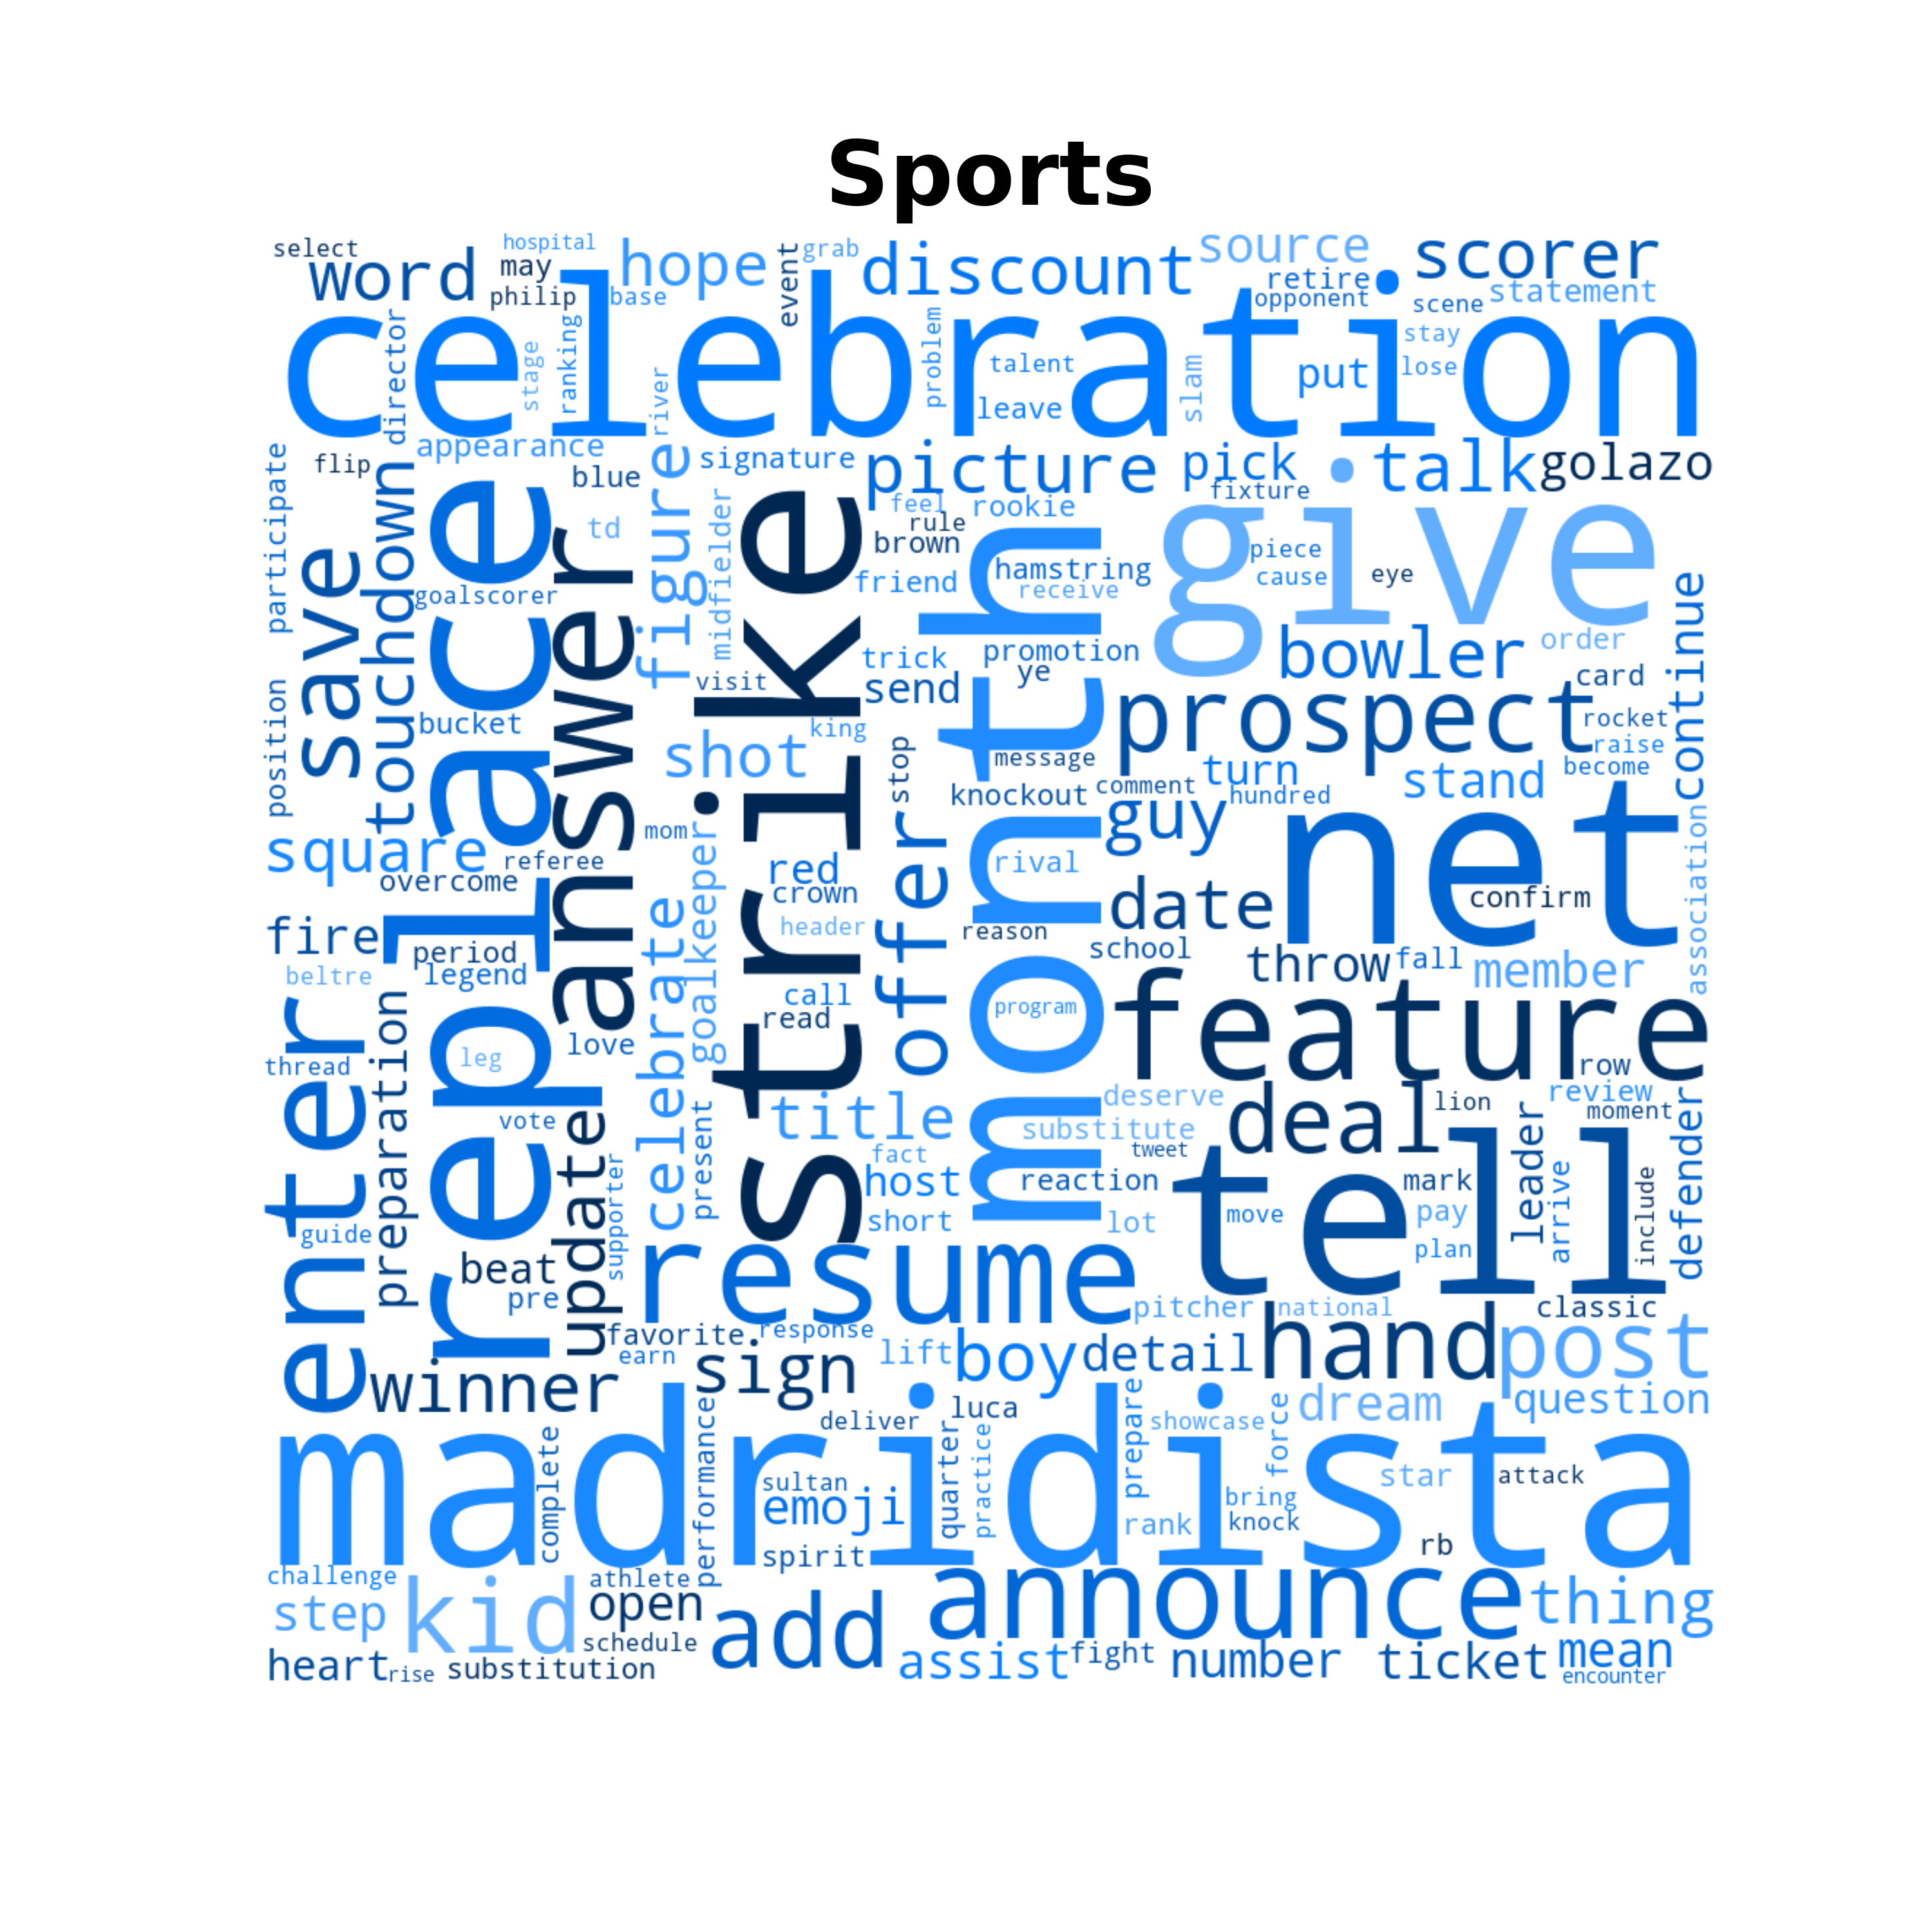 Sports
select
hospital
word
may
philip
hope
base
event
grab
discount
source
retire
opponent
scorer
scene
statement
celebration
director
stage
ranking
river
problem
talent
leave
slam
put
stay
lose
appearance
participate
flip
touchdown
blue
td
figure
signature
midfielder
picture
feel
rookie
rule
brown
pick
fixture
talk
golazo
save
replace
goalscorer
answer
strike
friend
hamstring
receive
month
give
piece
cause
eye
continue
position
bucket
visit
trick
send
promotion
ye
bowler
order
card
prospect
rocket
raise
shot
king
stop
message
knockout
comment
turn
hundred
stand
become
square
referee
overcome
mom
goalkeeper
red
crown
header
offer
rival
guy
net
confirm
association
date
fire
period
legend
beltre
celebrate
reason
school
throw
fall
member
enter
preparation
call
read
program
feature
thread
leg
love
row
vote
update
supporter
present
title
deserve
substitute
tweet
deal
lion
review
moment
defender
fact
host
short
reaction
lot
tell
move
mark
pay
plan
leader
arrive
include
guide
beat
pre
resume
pitcher
national
classic
favorite
response
earn
sign
lift
boy
detail
hand
post
question
winner
performance
deliver
luca
prepare
showcase
force
dream
madridista
complete
sultan
emoji
spirit
quarter
practice
rank
bring
knock
star
attack
rb
challenge
step
kid
athlete
open
schedule
add
announce
thing
heart
rise
substitution
assist
fight
number
ticket
mean
encounter